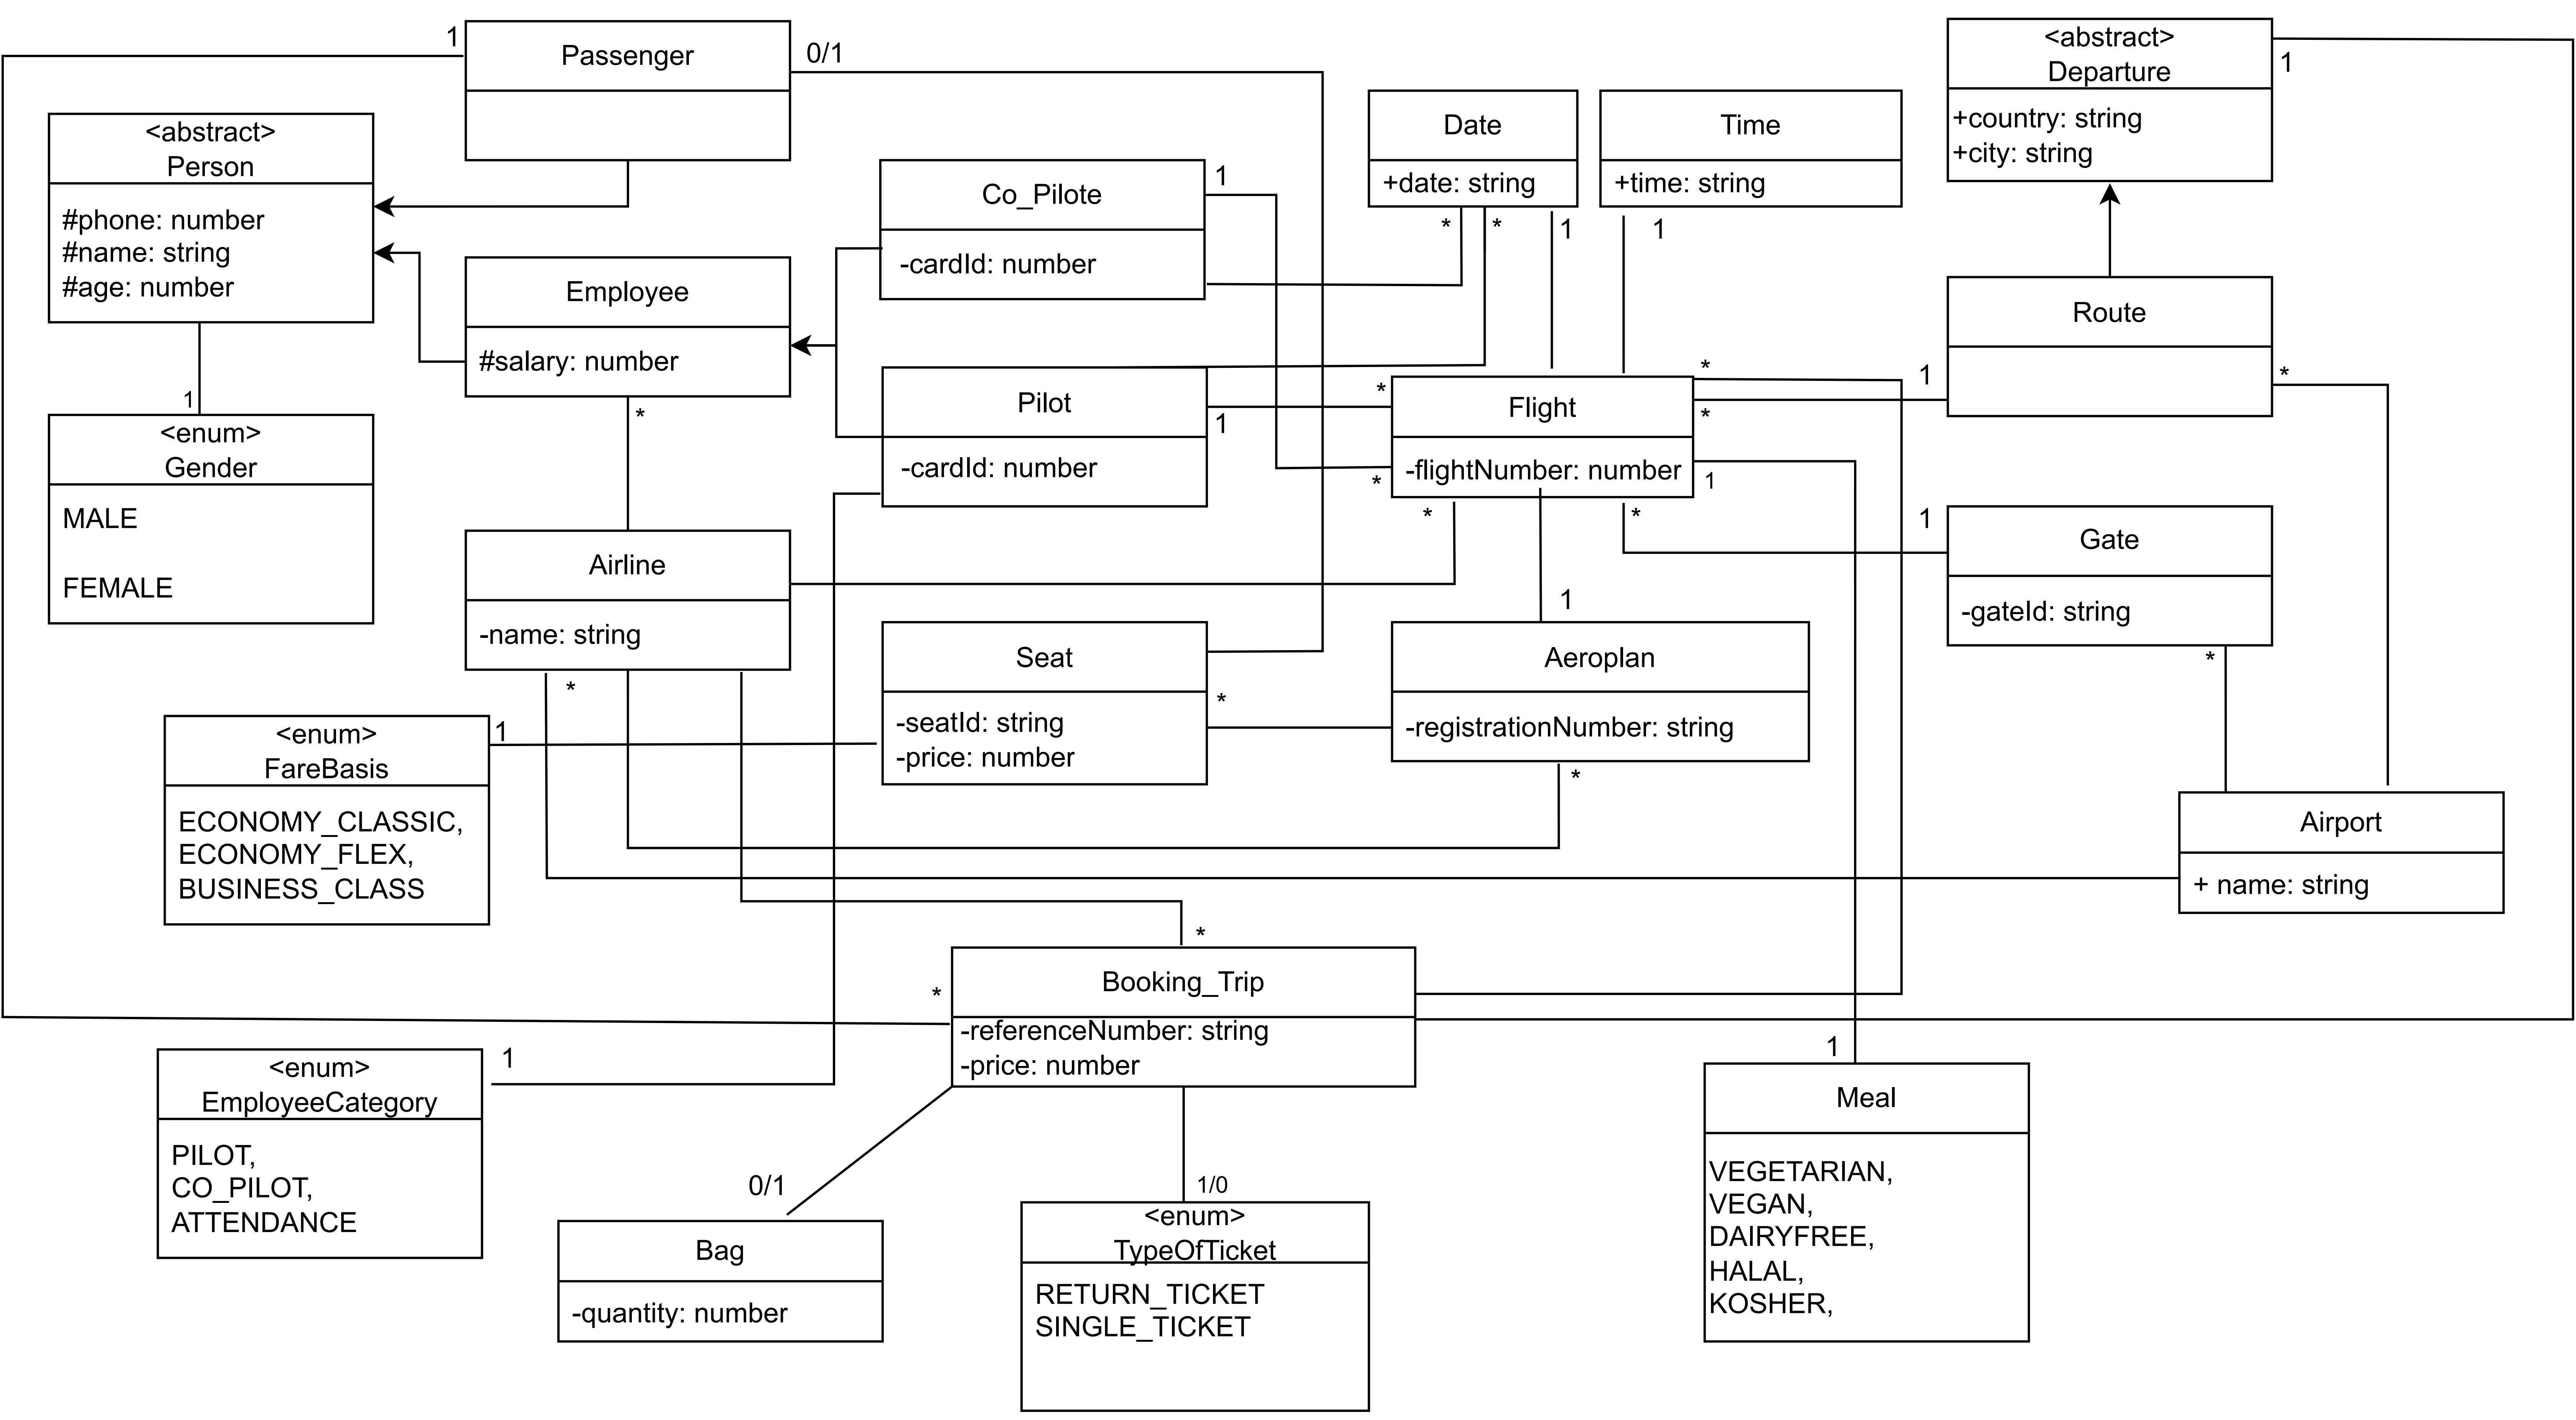 1
Passenger
0/1
<abstract>
Departure
1
+country: string
+city: string
<abstract>
Person
#phone: number
#name: string
#age: number
Date
+date: string
Time
+time: string
Co_Pilote
-cardId: number
1
*
*
1
1
Employee
#salary: number
*
Route
*
1
<enum>
Gender
MALE
FEMALE
Pilot
-cardId: number
*
1
*
Flight
-flightNumber: number
*
*
1
1
*
*
1
Gate
-gateId: string
*
Airline
-name: string
*
Seat
-seatId: string
-price: number
*
1
Aeroplan
-registrationNumber: string
*
<enum>
FareBasis
1
ECONOMY_CLASSIC,
ECONOMY_FLEX,
BUSINESS_CLASS
Airport
+ name: string
*
*
Booking_Trip
-referenceNumber: string
-price: number
<enum>
EmployeeCategory
1
PILOT,
CO_PILOT,
ATTENDANCE
0/1
Bag
-quantity: number
1/0
<enum>
TypeOfTicket
RETURN_TICKET
SINGLE_TICKET
1
Meal
VEGETARIAN,
VEGAN,
DAIRYFREE,
HALAL,
KOSHER,